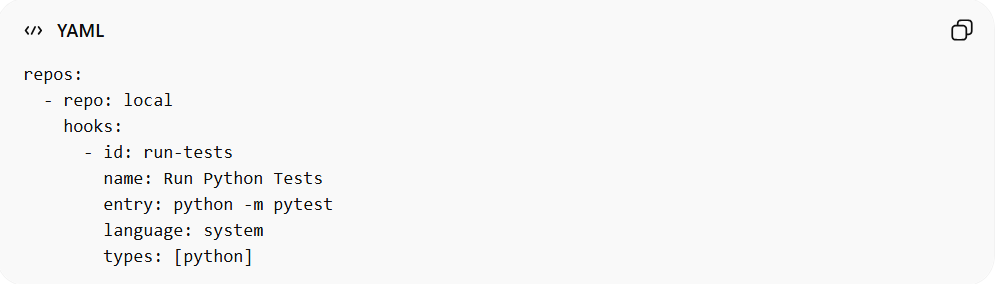 YAML
repos:
  - repo: local
    hooks:
      - id: run-tests
        name: Run Python Tests
        entry: python -m pytest
        language: system
        types: [python]